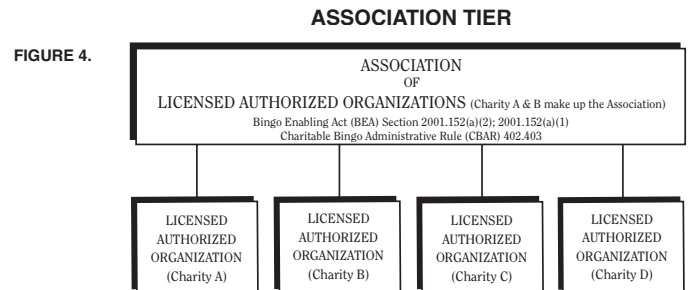 ASSOCIATION TIER
FIGURE 4.
ASSOCIATION
OF
LICENSED AUTHORIZED ORGANIZATIONS (Charity A & B make up the Association)
Bingo Enabling Act (BEA) Section 2001.152(a)(2); 2001.152(a)(1)
Charitable Bingo Administrative Rule (CBAR) 402.403
LICENSED
AUTHORIZED
ORGANIZATION
(Charity A)
LICENSED
AUTHORIZED
ORGANIZATION
(Charity B)
LICENSED
AUTHORIZED
ORGANIZATION
(Charity C)
LICENSED
AUTHORIZED
ORGANIZATION
(Charity D)